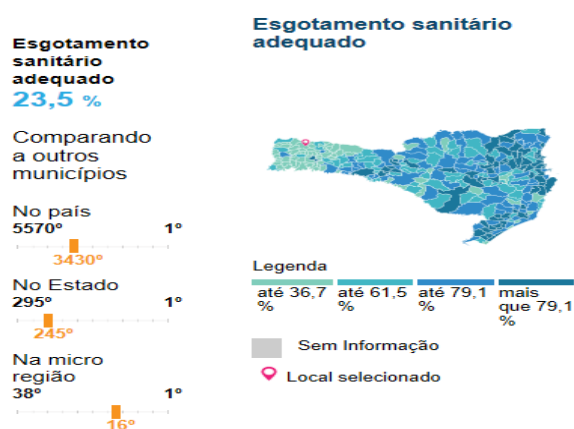 Esgotamento
sanitário
adequado
23,5 %
Comparando
a outros
municípios
No país
5570º 1º
3430º
No Estado
295º 1º
245º
Na micro
região
38º 1º
16º
Esgotamento sanitário
adequado
Legenda
até 36,7
%
até 61,5
%
até 79,1
%
mais
que 79,1
%
Sem Informação
Local selecionado